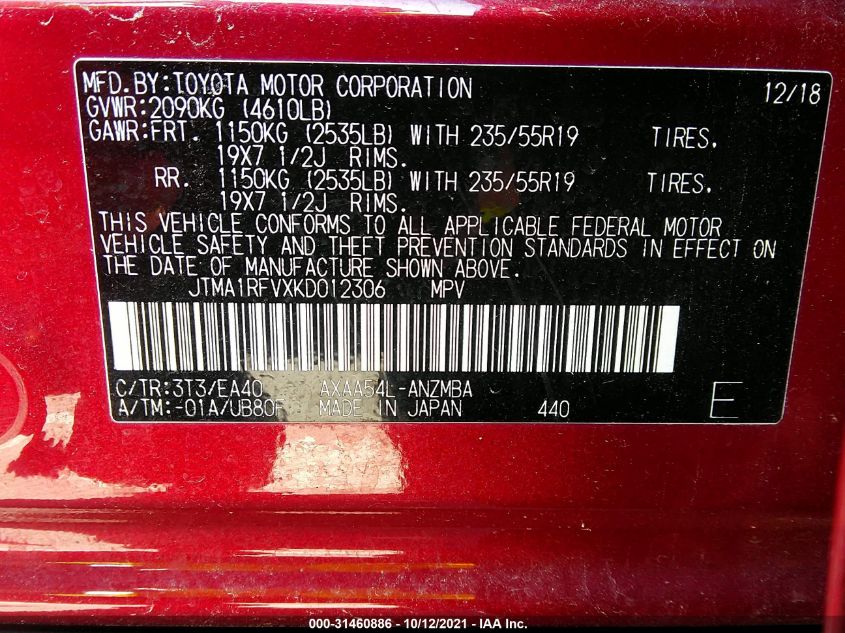 MFD.BY:TOYOTA MOTOR CORPORATION 12/18
GVWR:2090KG (4610LB)
GAWR:FRT. 1150KG (2535LB) WITH 235/55R19 TIRES.
19X7 1/2J RIMS.
RR. 1150KG (2535LB) WITH 235/55R19 TIRES.
19X7 1/2J RIMS.
THIS VEHICLE CONFORMS TO ALL APPLICABLE FEDERAL MOTOR
VEHICLE SAFETY AND THEFT PREVENTION STANDARDS IN EFFECT ON
THE DATE OF MANUFACTURE SHOWN ABOVE.
JTMA1RFVXKD012306 MPV
C/TR:3T3/EA40 AXAA54L-ANZMBA
A/TM:-01A/UB80F MADE IN JAPAN 440 E
000-31460886 - 10/12/2021 - IAA Inc.